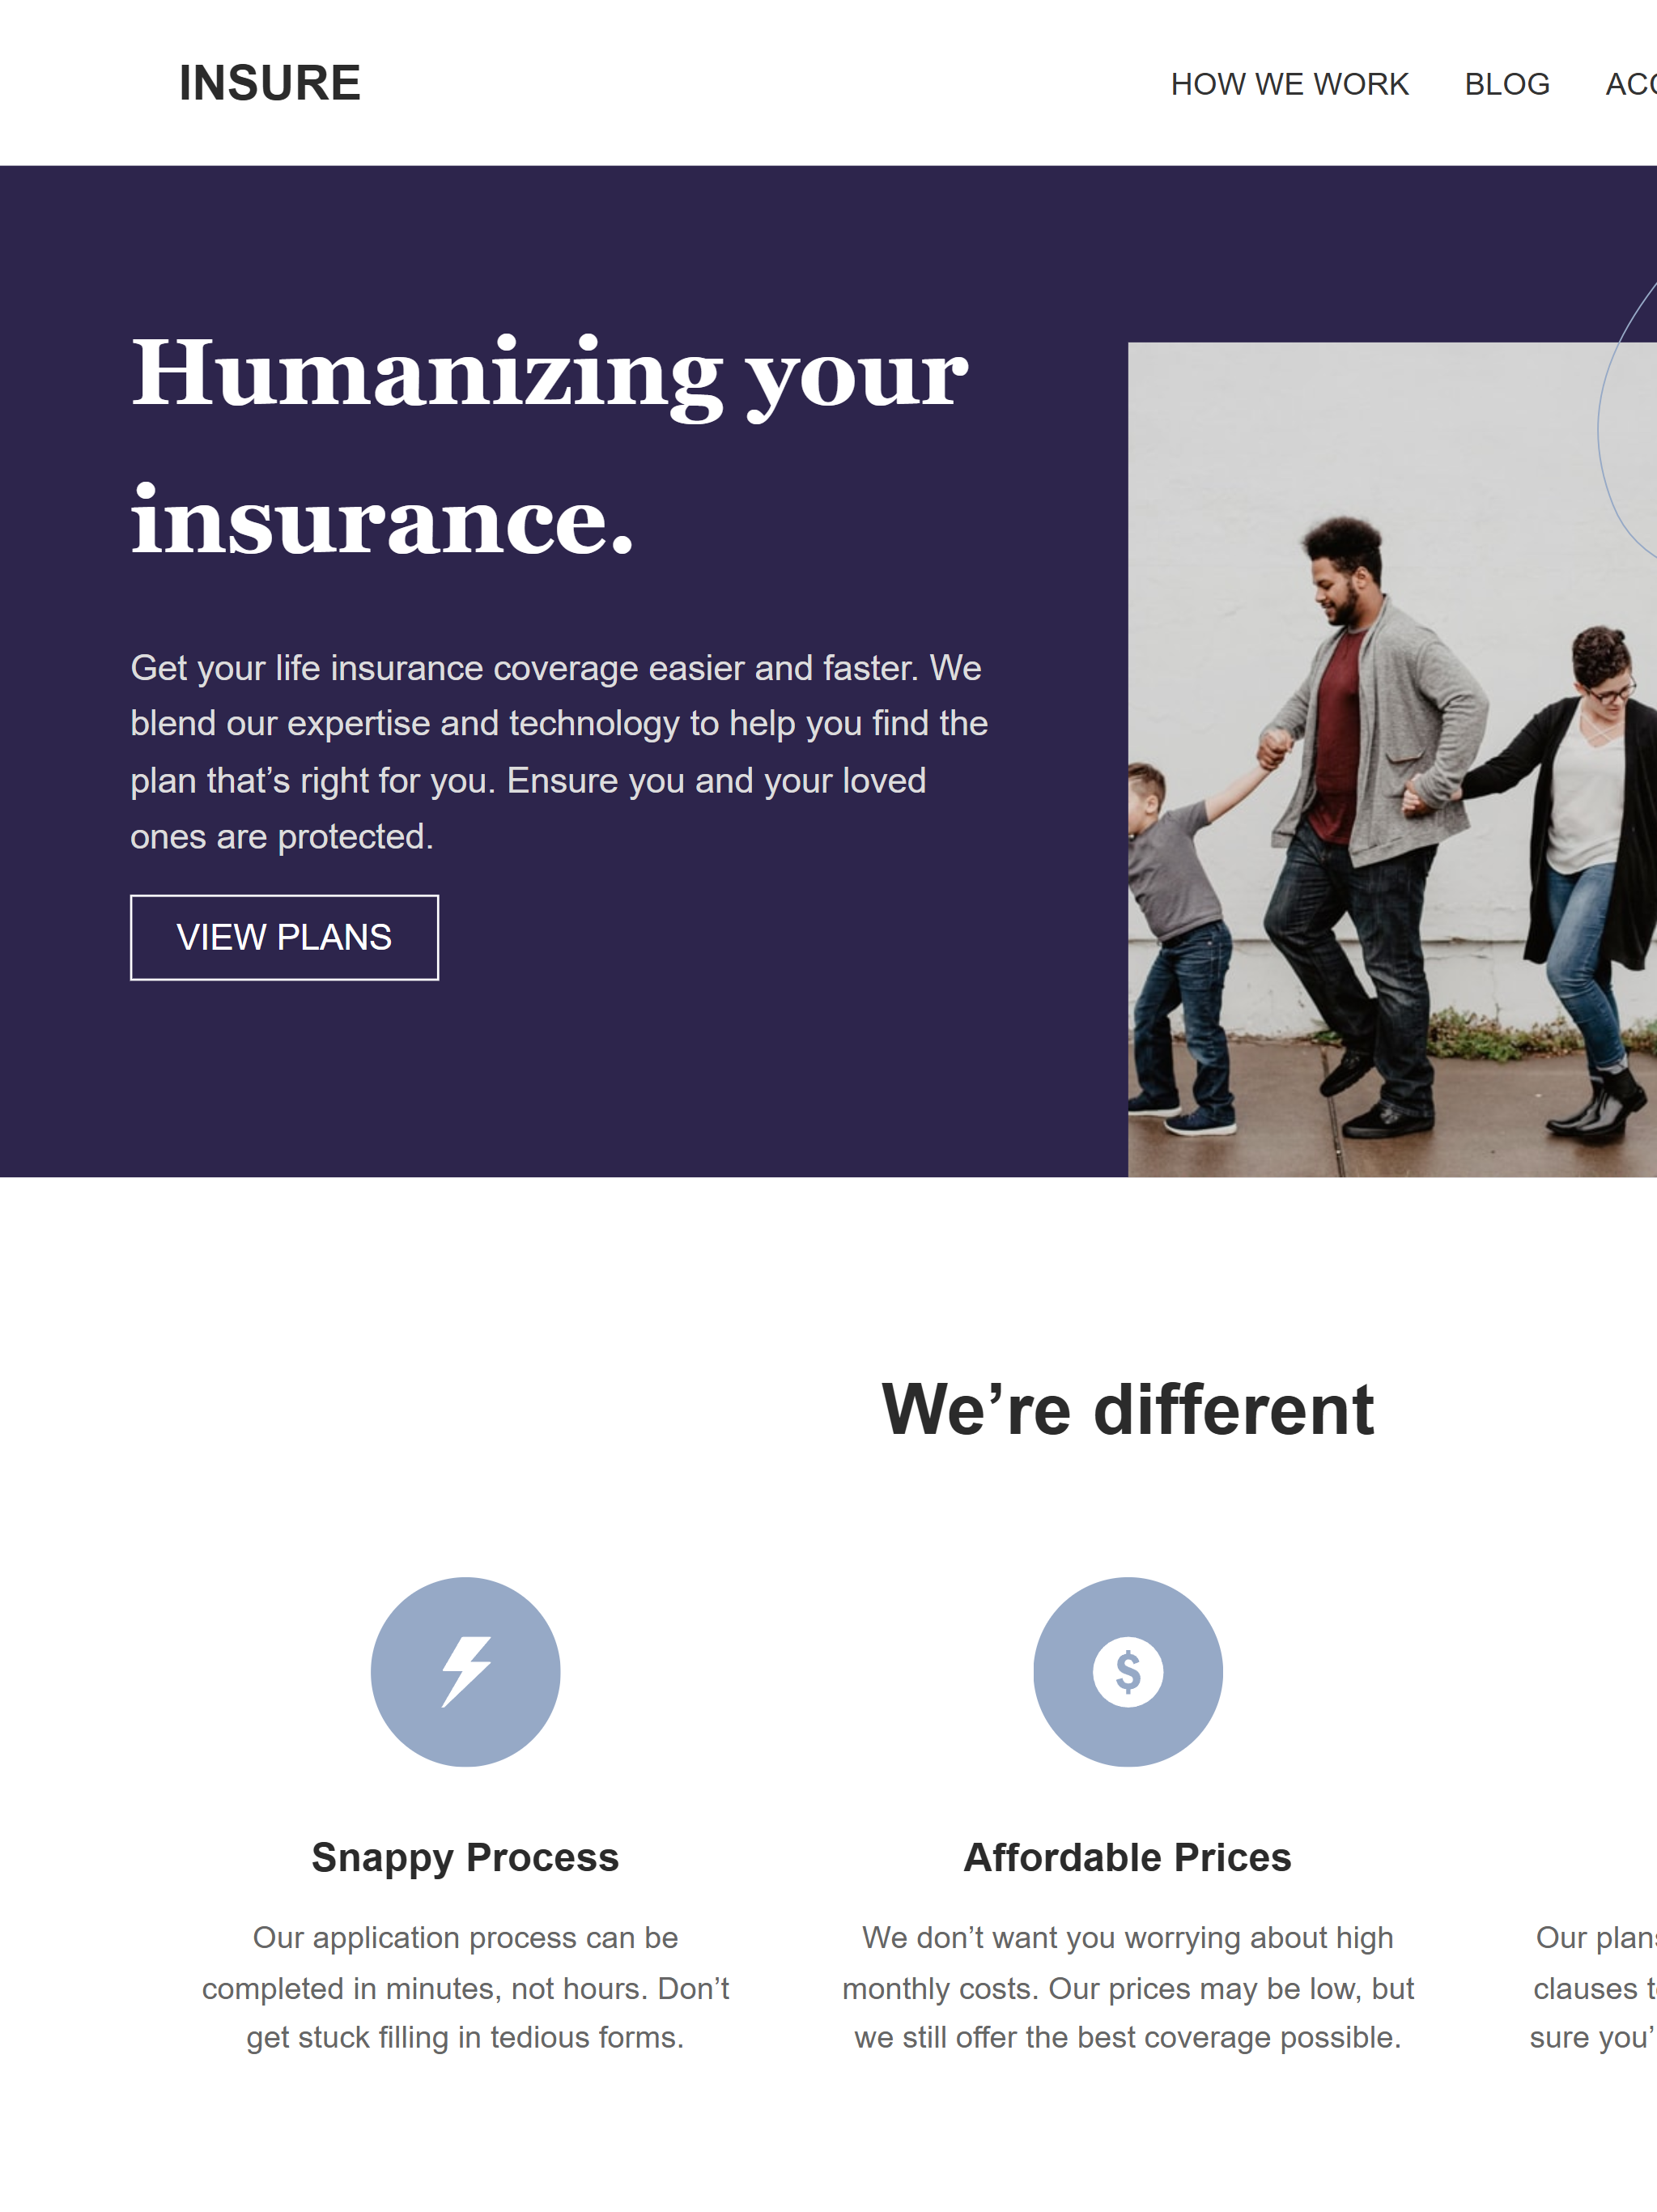 INSURE
HOW WE WORK BLOG
Humanizing your
insurance.
Get your life insurance coverage easier and faster. We
blend our expertise and technology to help you find the
plan that’s right for you. Ensure you and your loved
ones are protected.
VIEW PLANS
We’re different
Snappy Process
Our application process can be
completed in minutes, not hours. Don’t
get stuck filling in tedious forms.
Affordable Prices
We don’t want you worrying about high
monthly costs. Our prices may be low, but
we still offer the best coverage possible.
Our
clauses
sure